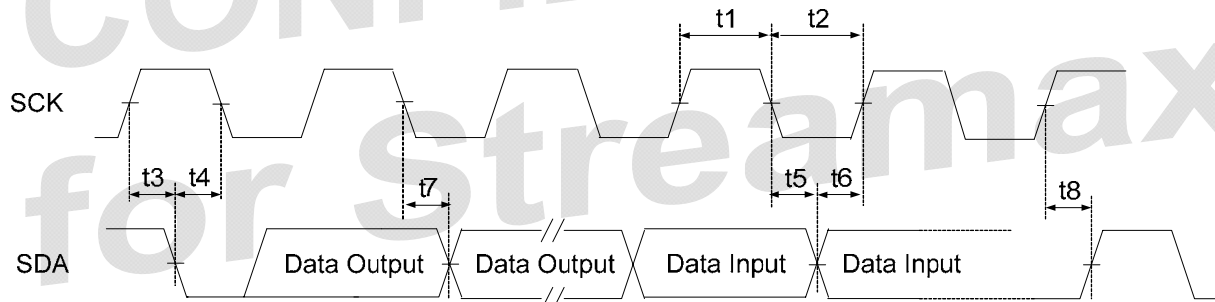 CONFI
for Streamax
t1 t2
SCK
t3 t4 t7 t5 t6 t8
SDA Data Output Data Output Data Input Data Input